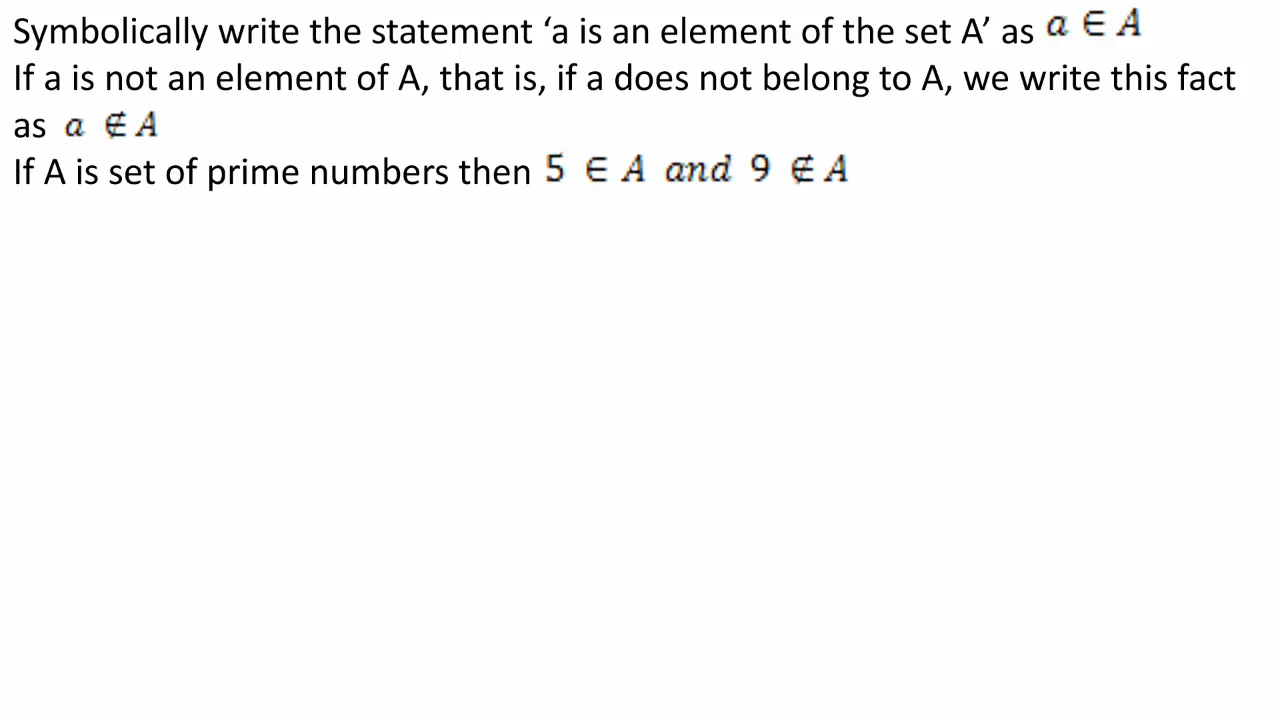 Symbolically write the statement ‘a is an element of the set A’ as a ∈ A
If a is not an element of A, that is, if a does not belong to A, we write this fact
as a ∉ A
If A is set of prime numbers then 5 ∈ A and 9 ∉ A